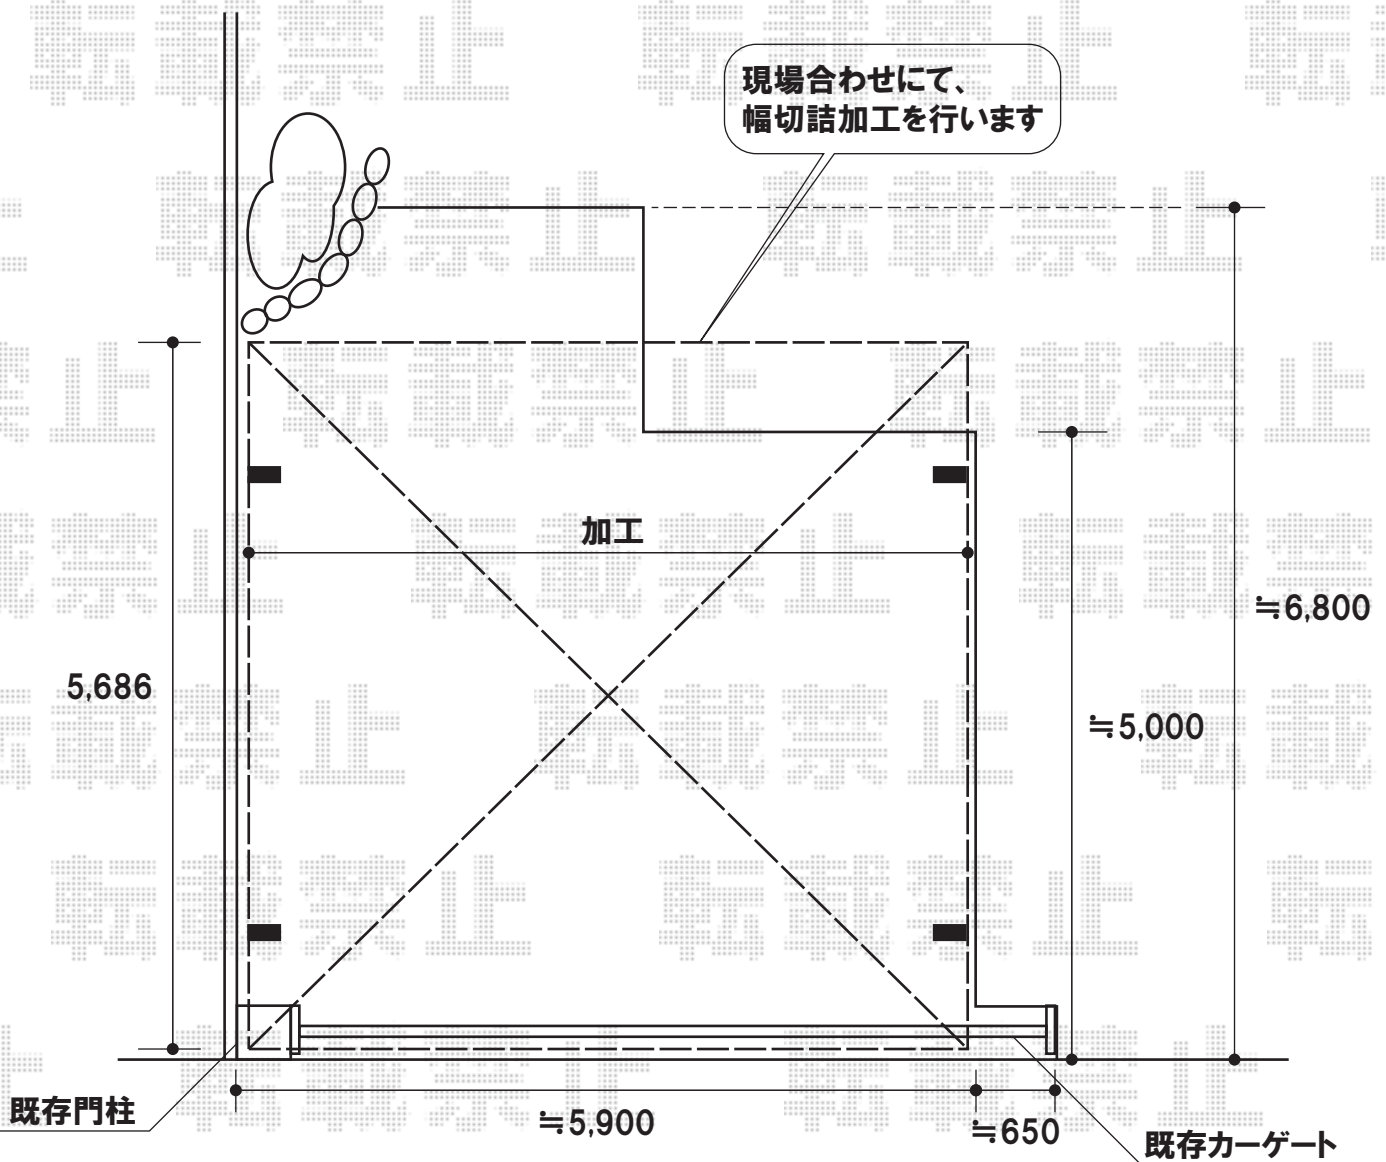 現場合わせにて、
幅切詰加工を行います
加工
≒6,800
5,686
≒5,000
既存門柱
≒5,900
≒650
既存カーゲート
転載禁止